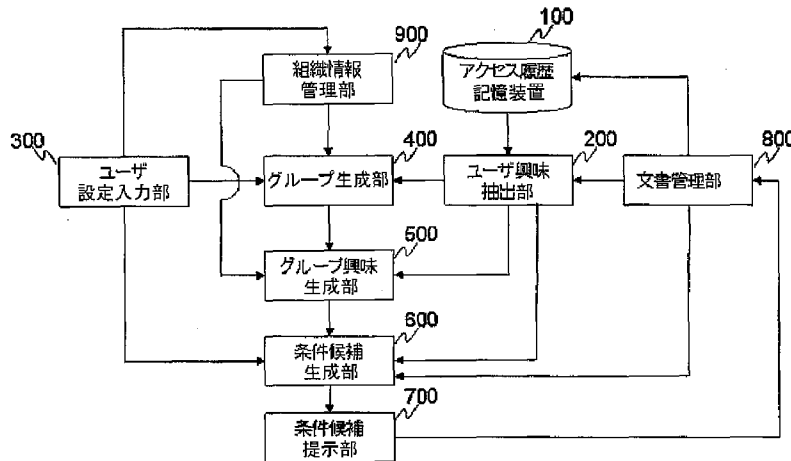 100
900
アクセス履歴
記憶装置
組織情報
管理部
300
400
200
800
ユーザ
設定入力部
グループ生成部
ユーザ興味
抽出部
文書管理部
500
グループ興味
生成部
600
条件候補
生成部
700
条件候補
提示部